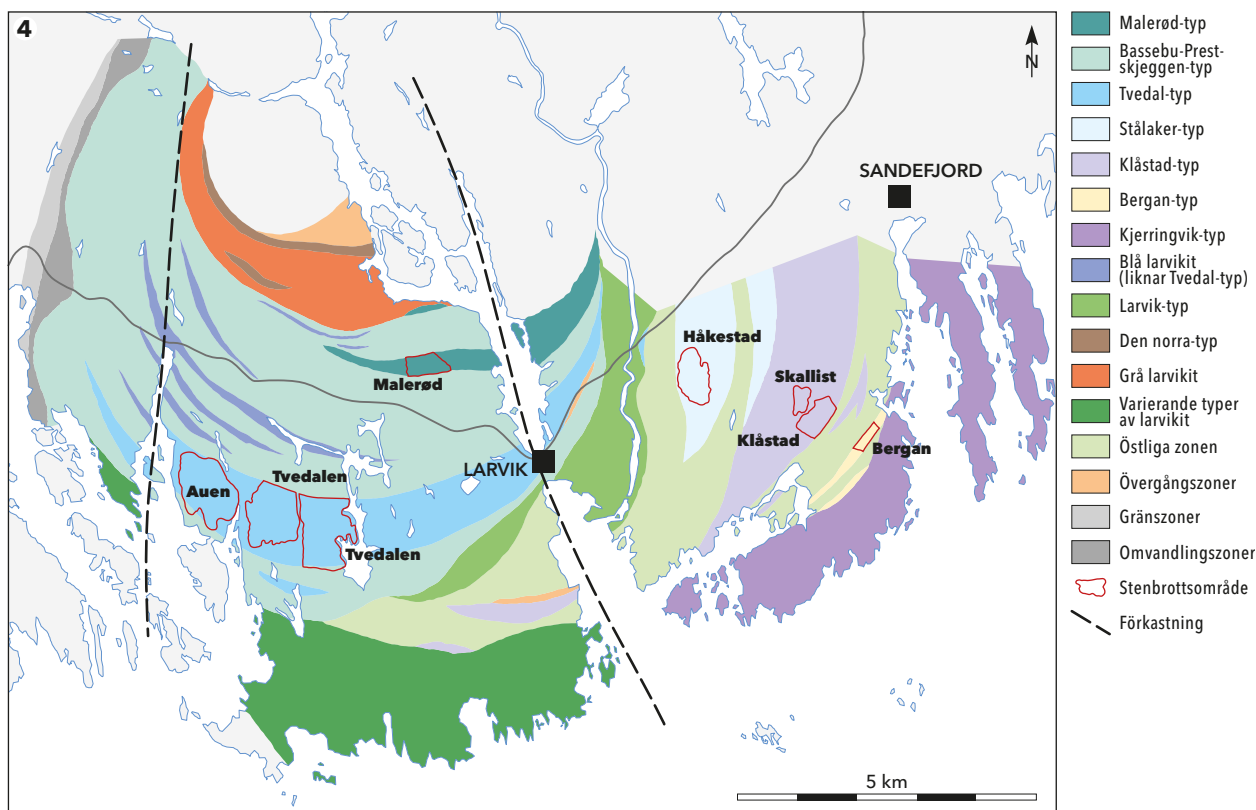 4
N
SANDEFJORD
Håkestad
Malerød
Skallist
Klåstad
Bergan
LARVIK
Tvedalen
Auen
Tvedalen
5 km
Malerød-typ
Bassebu-Prest-
skjeggen-typ
Tvedal-typ
Stålaker-typ
Klåstad-typ
Bergan-typ
Kjerringvik-typ
Blå larvikit
(liknar Tvedal-typ)
Larvik-typ
Den norra-typ
Grå larvikit
Varierande typer
av larvikit
Östliga zonen
Övergångszoner
Gränszoner
Omvandlingszoner
Stenbrottsområde
Förkastning